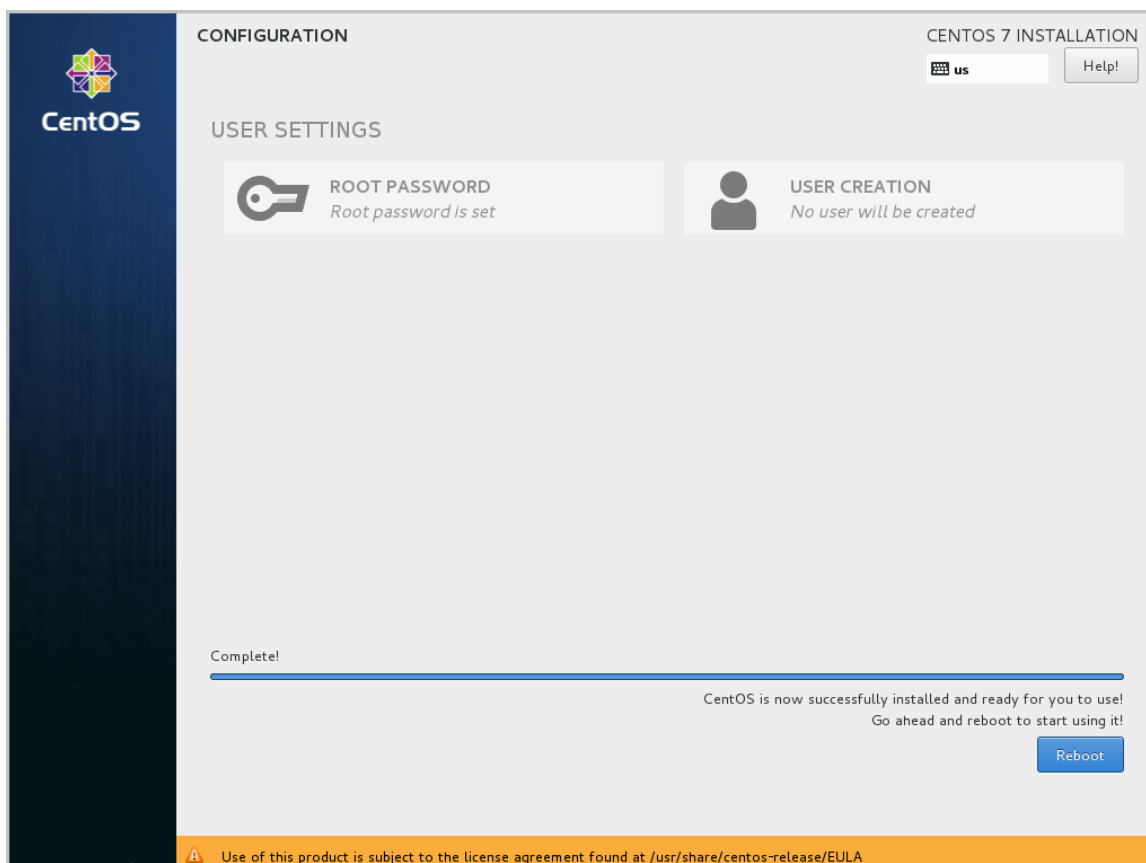 CONFIGURATION
CENTOS 7 INSTALLATION
us
Help!
CentOS
USER SETTINGS
ROOT PASSWORD
Root password is set
USER CREATION
No user will be created
Complete!
CentOS is now successfully installed and ready for you to use!
Go ahead and reboot to start using it!
Reboot
Use of this product is subject to the license agreement found at /usr/share/centos-release/EULA